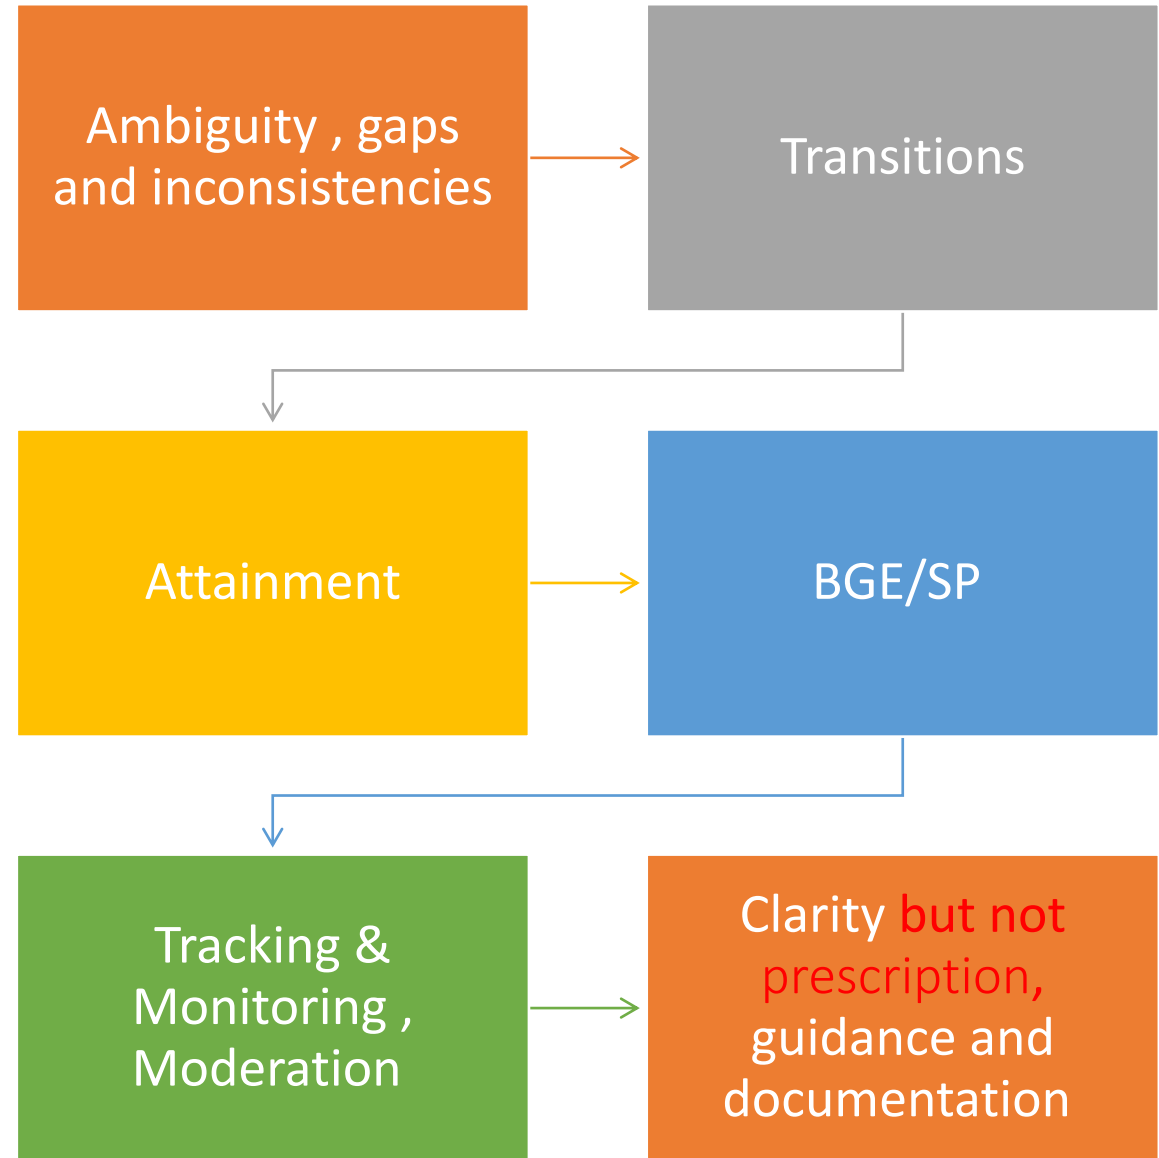 Ambiguity , gaps
and inconsistencies
Transitions
Attainment
BGE/SP
Tracking &
Monitoring ,
Moderation
Clarity but not
prescription,
guidance and
documentation